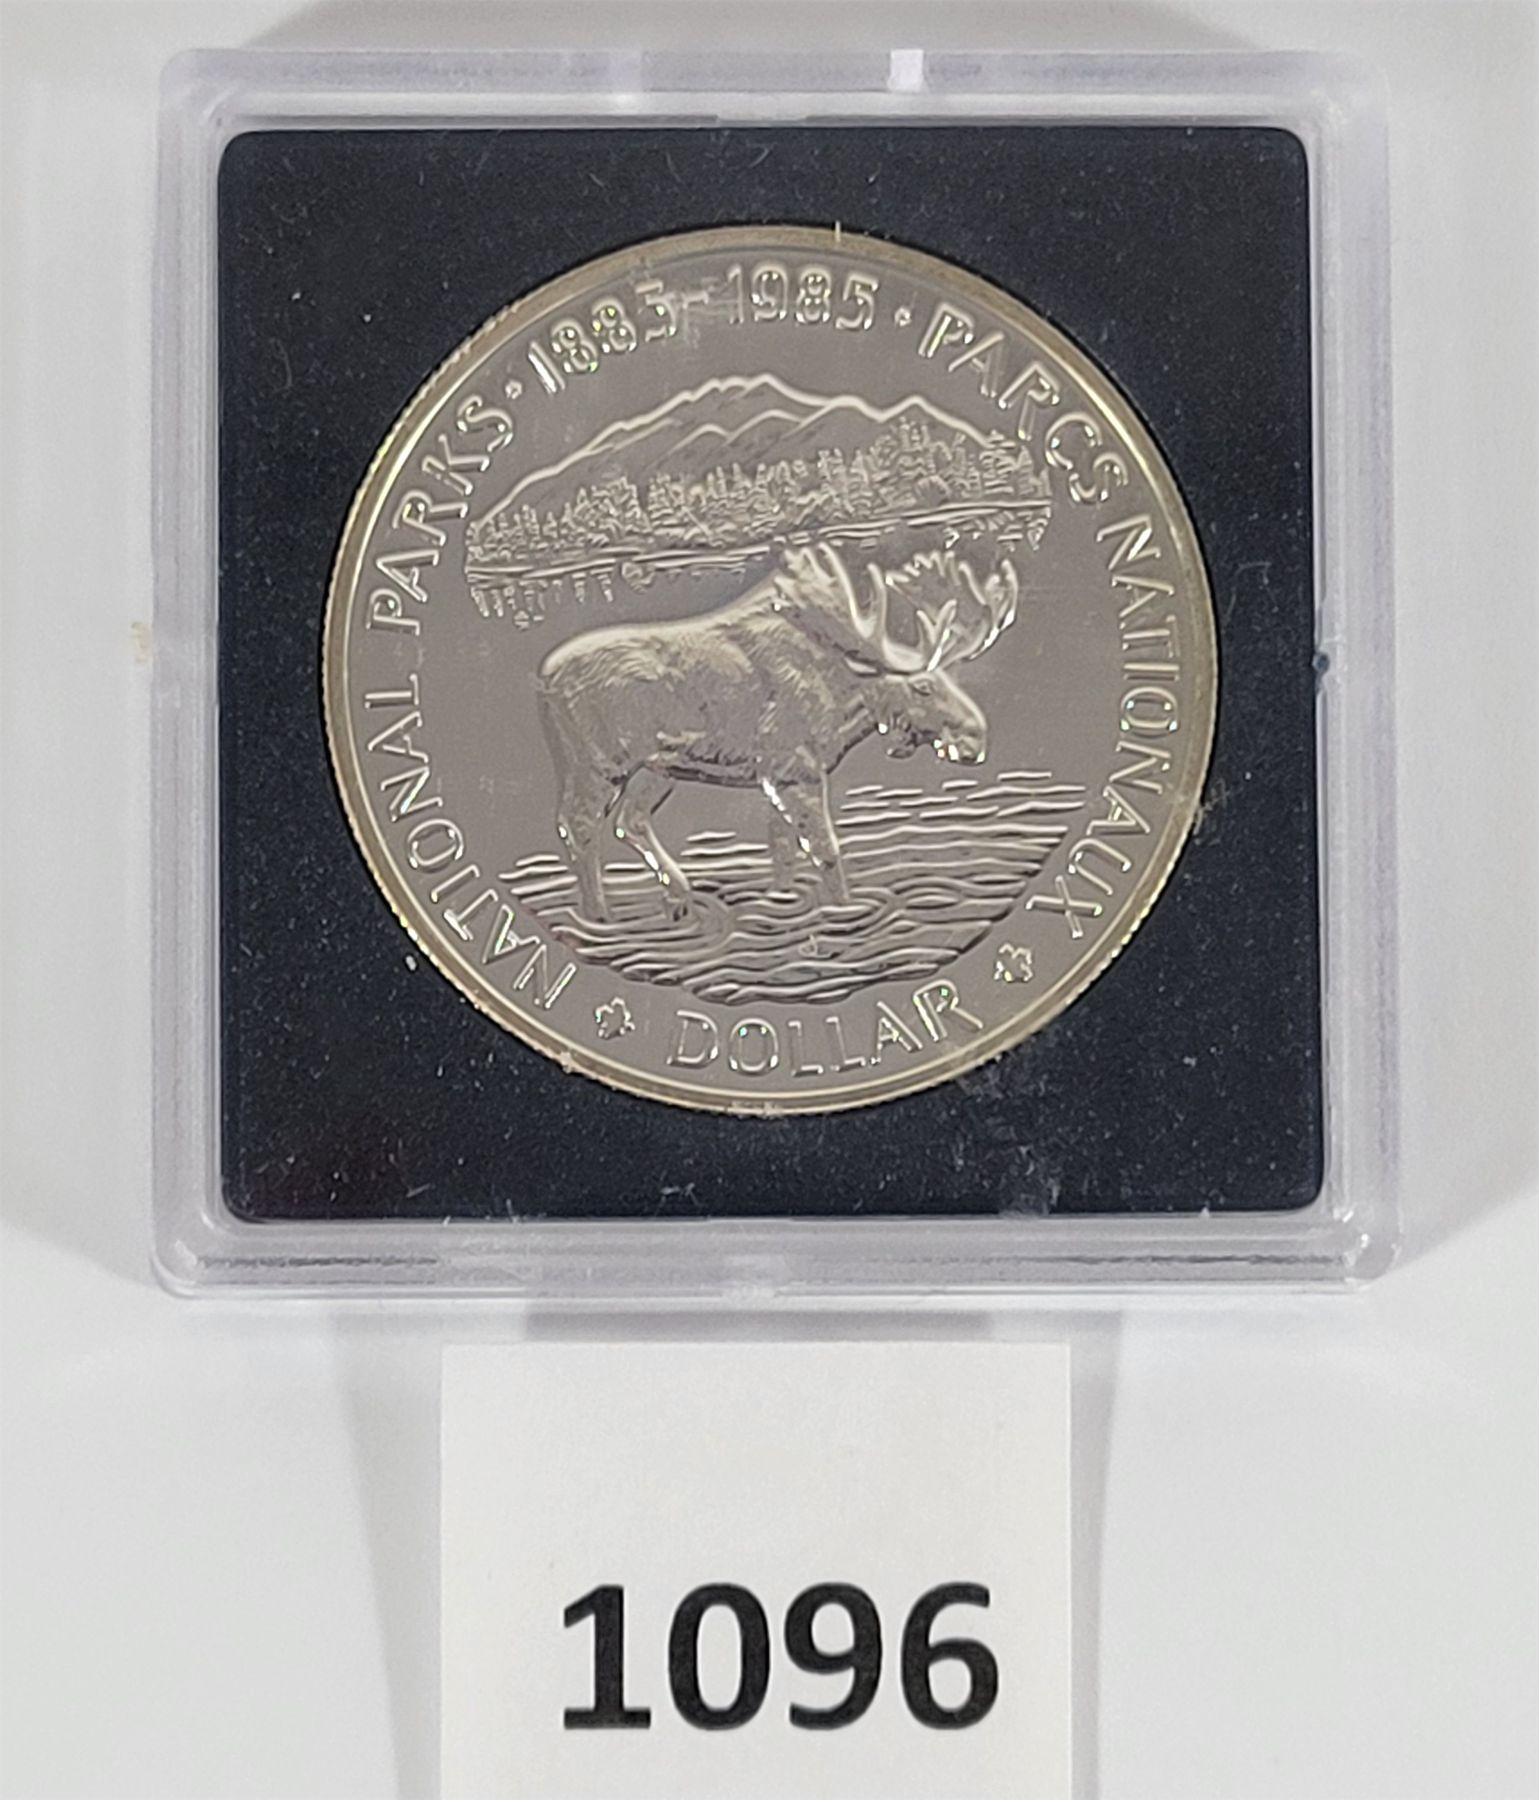 NATIONAL PARKS · 1885-1985 · PARCS NATIONAUX
DOLLAR
1096